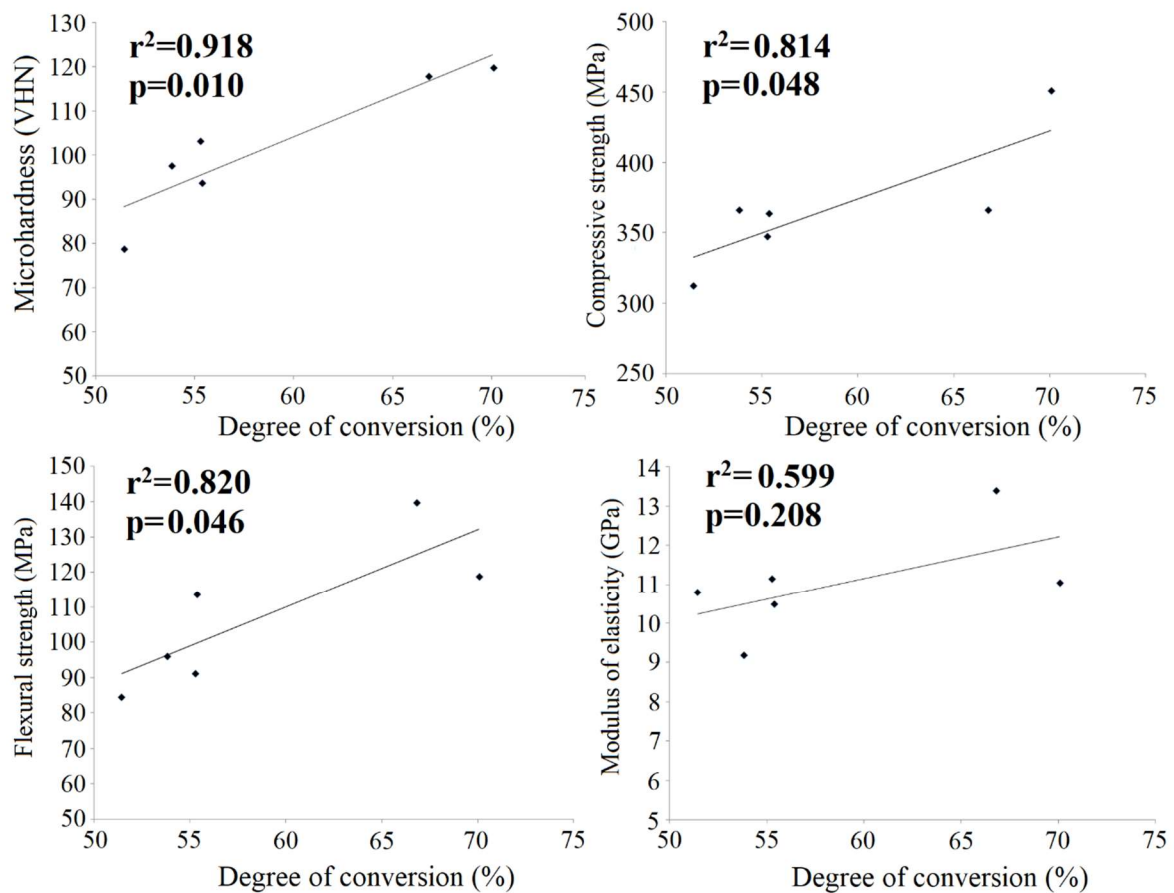 r²=0.918
p=0.010
Microhardness (VHN)
130
120
110
100
90
80
70
60
50
50 55 60 65 70 75
Degree of conversion (%)
r²=0.814
p=0.048
Compressive strength (MPa)
500
450
400
350
300
250
50 55 60 65 70 75
Degree of conversion (%)
r²=0.820
p=0.046
Flexural strength (MPa)
150
140
130
120
110
100
90
80
70
60
50
50 55 60 65 70 75
Degree of conversion (%)
r²=0.599
p=0.208
Modulus of elasticity (GPa)
14
13
12
11
10
9
8
7
6
5
50 55 60 65 70 75
Degree of conversion (%)